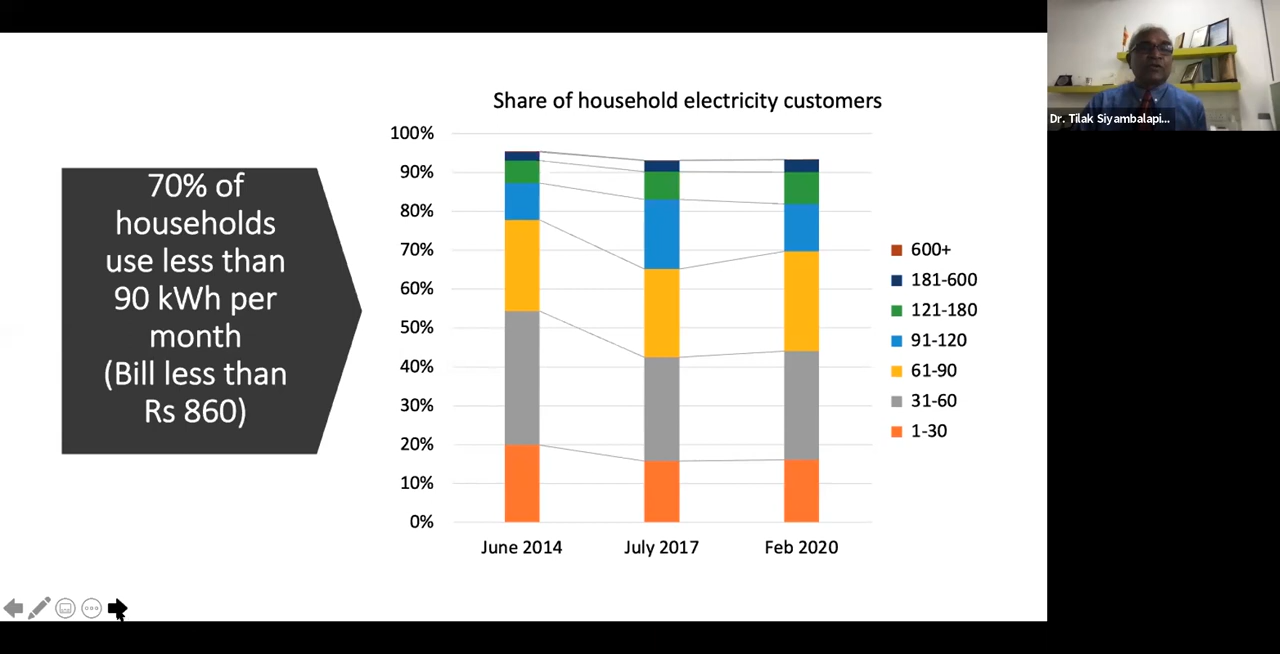 70% of
households
use less than
90 kWh per
month
(Bill less than
Rs 860)
Share of household electricity customers
100%
90%
80%
70%
60%
50%
40%
30%
20%
10%
0%
June 2014
July 2017
Feb 2020
600+
181-600
121-180
91-120
61-90
31-60
1-30
Dr. Tilak Siyambalapi...